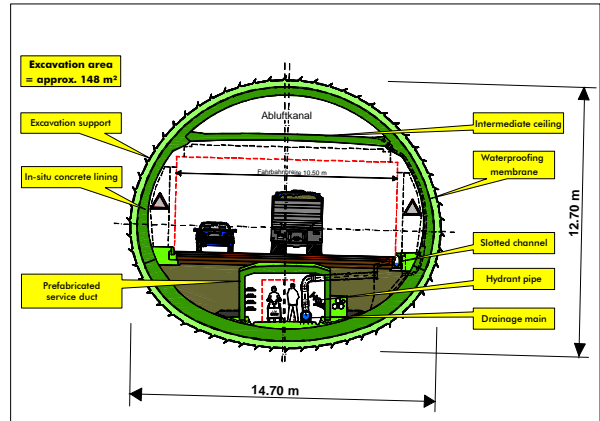 Excavation area
= approx. 148 m²
Abluftkanal
Excavation support
Intermediate ceiling
Waterproofing
membrane
Fahrbahnbreite 10.50 m
In-situ concrete lining
12.70 m
Slotted channel
Prefabricated
service duct
Hydrant pipe
Drainage main
14.70 m